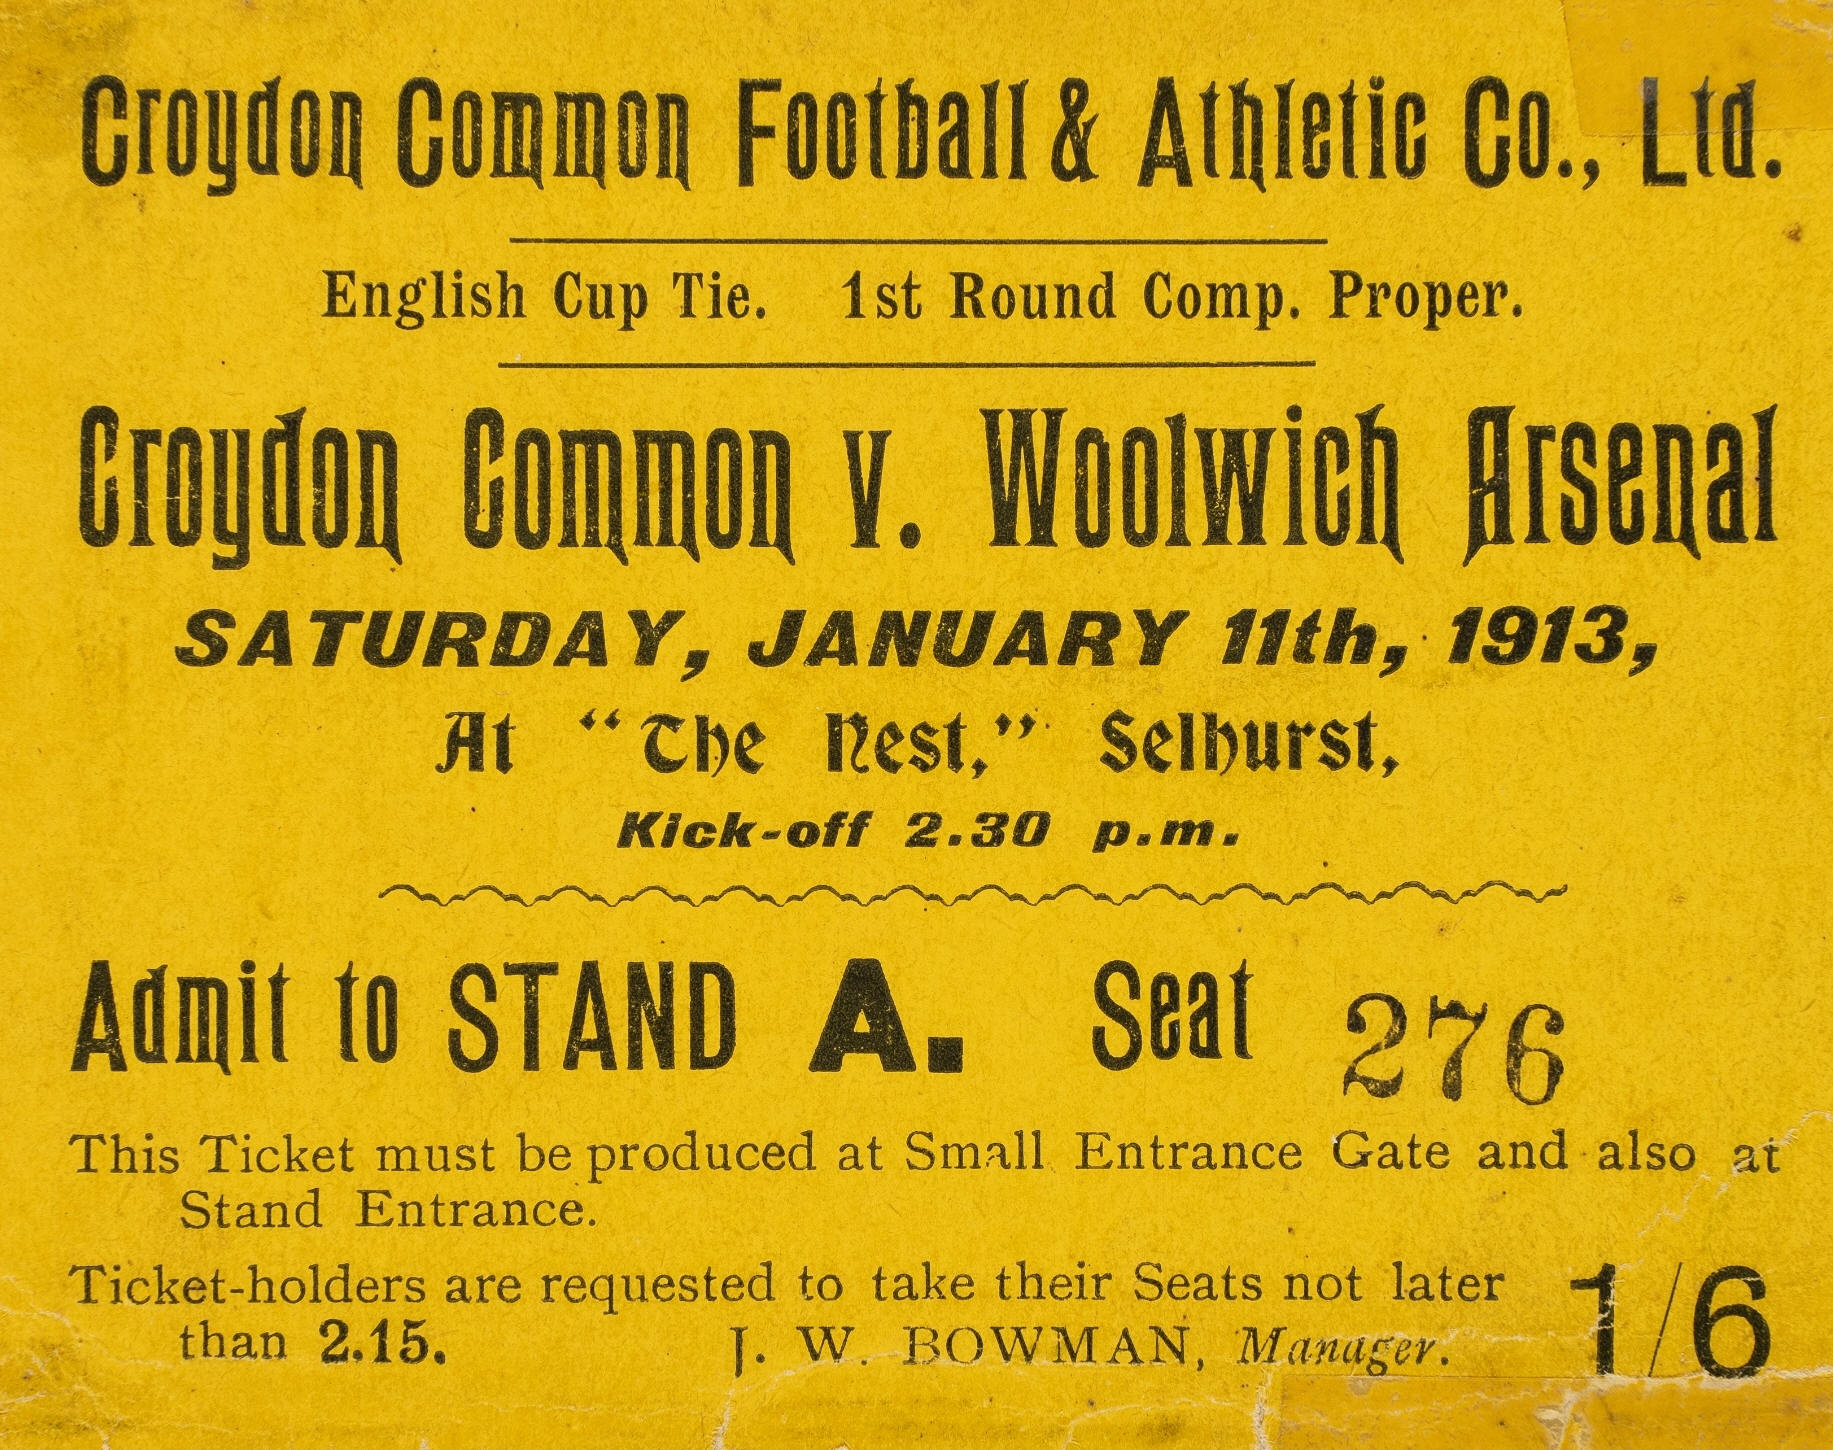 Croydon Common Football & Athletic Co., Ltd.
English Cup Tie. 1st Round Comp. Proper.
Croydon Common v. Woolwich Arsenal
SATURDAY, JANUARY 11th, 1913,
At "The Nest," Selhurst,
Kick-off 2.30 p.m.
Admit to STAND A. Seat 276
This Ticket must be produced at Small Entrance Gate and also at
Stand Entrance.
Ticket-holders are requested to take their Seats not later
than 2.15. J. W. BOWMAN, Manager. 1/6